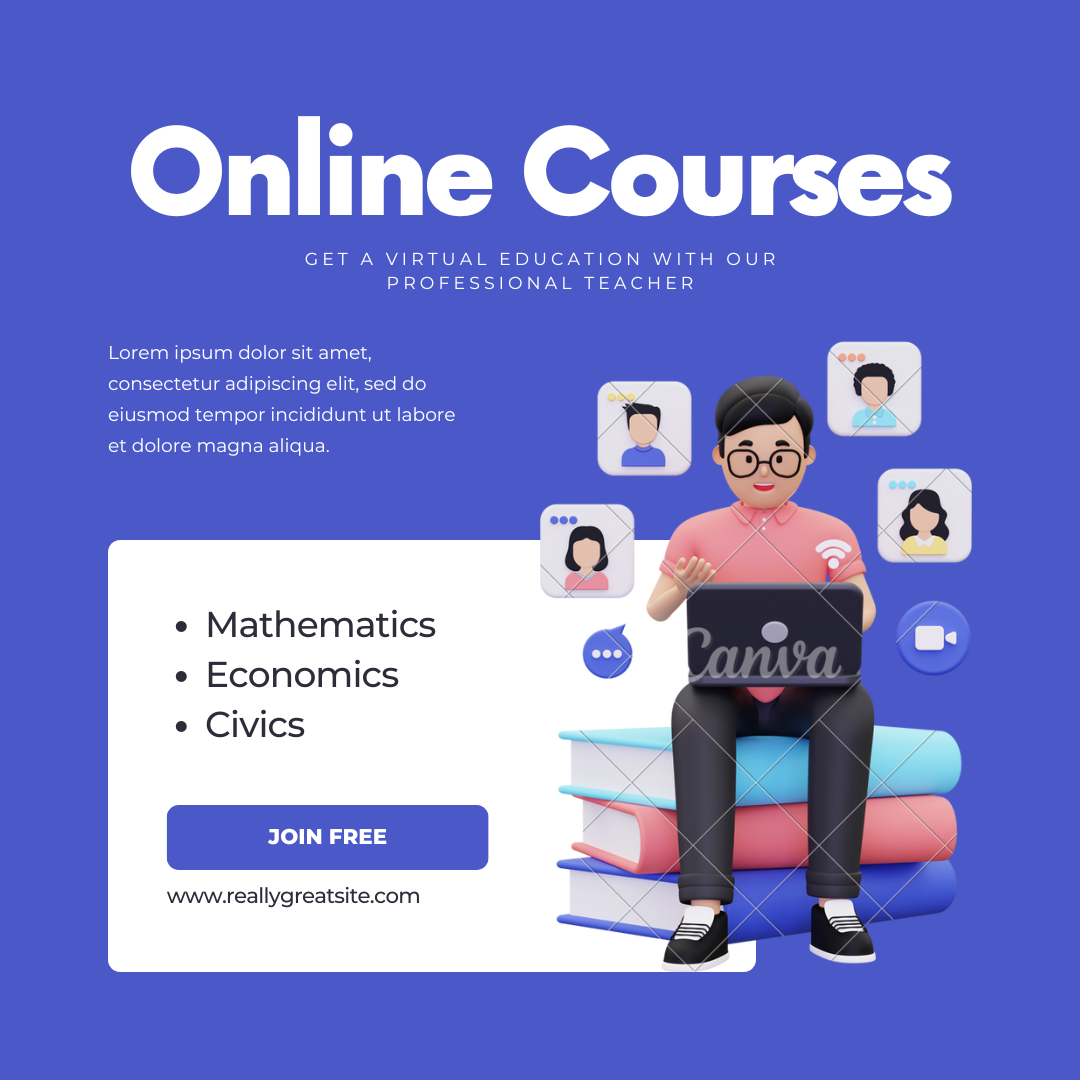 Online Courses
GET A VIRTUAL EDUCATION WITH OUR
PROFESSIONAL TEACHER
Lorem ipsum dolor sit amet,
consectetur adipiscing elit, sed do
eiusmod tempor incididunt ut labore
et dolore magna aliqua.
• Mathematics
• Economics
• Civics
Canva
JOIN FREE
www.reallygreatsite.com